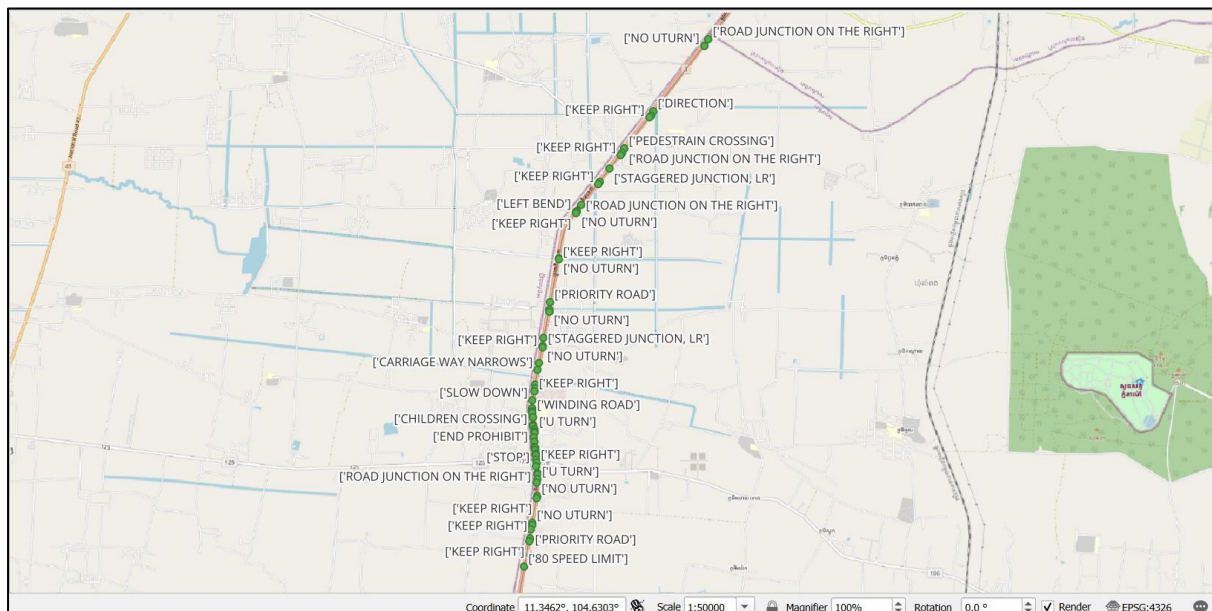 ['ROAD JUNCTION ON THE RIGHT']
['NO UTURN']
['DIRECTION']
['KEEP RIGHT']
['PEDESTRAIN CROSSING']
['KEEP RIGHT']
['ROAD JUNCTION ON THE RIGHT']
['KEEP RIGHT']
['STAGGERED JUNCTION, LR']
['LEFT BEND']
['ROAD JUNCTION ON THE RIGHT']
['KEEP RIGHT']
['NO UTURN']
['KEEP RIGHT']
['NO UTURN']
['PRIORITY ROAD']
['NO UTURN']
['KEEP RIGHT']
['STAGGERED JUNCTION, LR']
['NO UTURN']
['CARRIAGE WAY NARROWS']
['KEEP RIGHT']
['SLOW DOWN']
['WINDING ROAD']
['CHILDREN CROSSING']
['U TURN']
['END PROHIBIT']
['STOP']
['KEEP RIGHT']
125
125
['ROAD JUNCTION ON THE RIGHT']
['U TURN']
['NO UTURN']
['KEEP RIGHT']
['NO UTURN']
['KEEP RIGHT']
['PRIORITY ROAD']
['KEEP RIGHT']
['80 SPEED LIMIT']
106
Coordinate 11.3462°, 104.6303° Scale 1:50000 Magnifier 100% Rotation 0.0 ° Render EPSG:4326